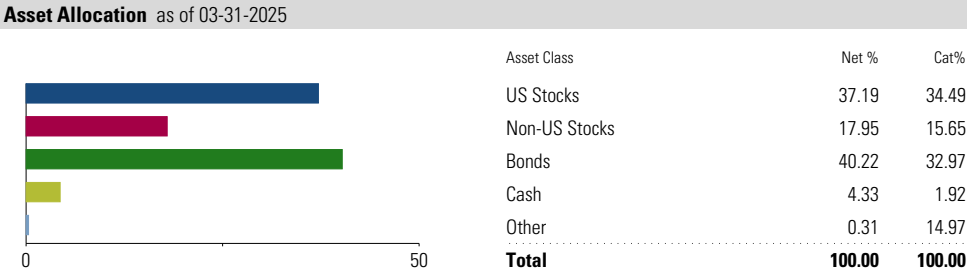 Asset Allocation as of 03-31-2025
Asset Class Net % Cat%
US Stocks 37.19 34.49
Non-US Stocks 17.95 15.65
Bonds 40.22 32.97
Cash 4.33 1.92
Other 0.31 14.97
0 50 Total 100.00 100.00